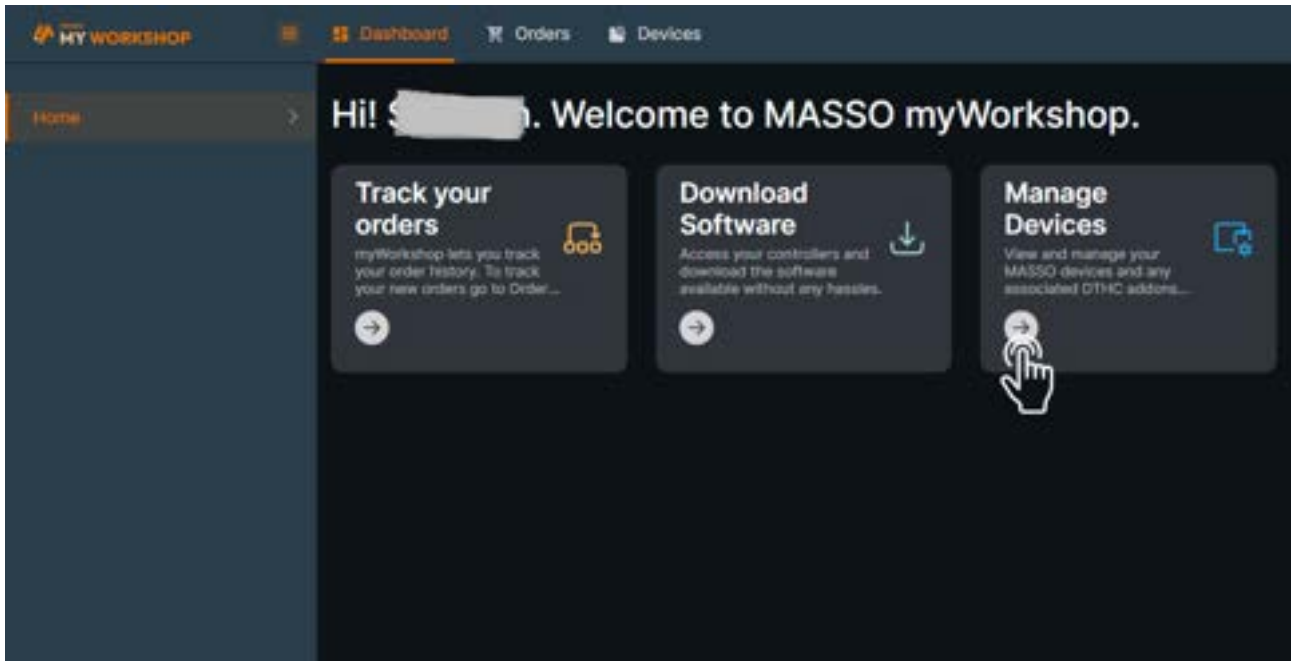 MY WORKSHOP
Dashboard
Orders
Devices
Home
Hi! S n. Welcome to MASSO myWorkshop.
Track your
orders
myWorkshop lets you track
your order history. To track
your new orders go to Order...
Download
Software
Access your controllers and
download the software
available without any hassles.
Manage
Devices
View and manage your
MASSO devices and any
associated DTHC addons....